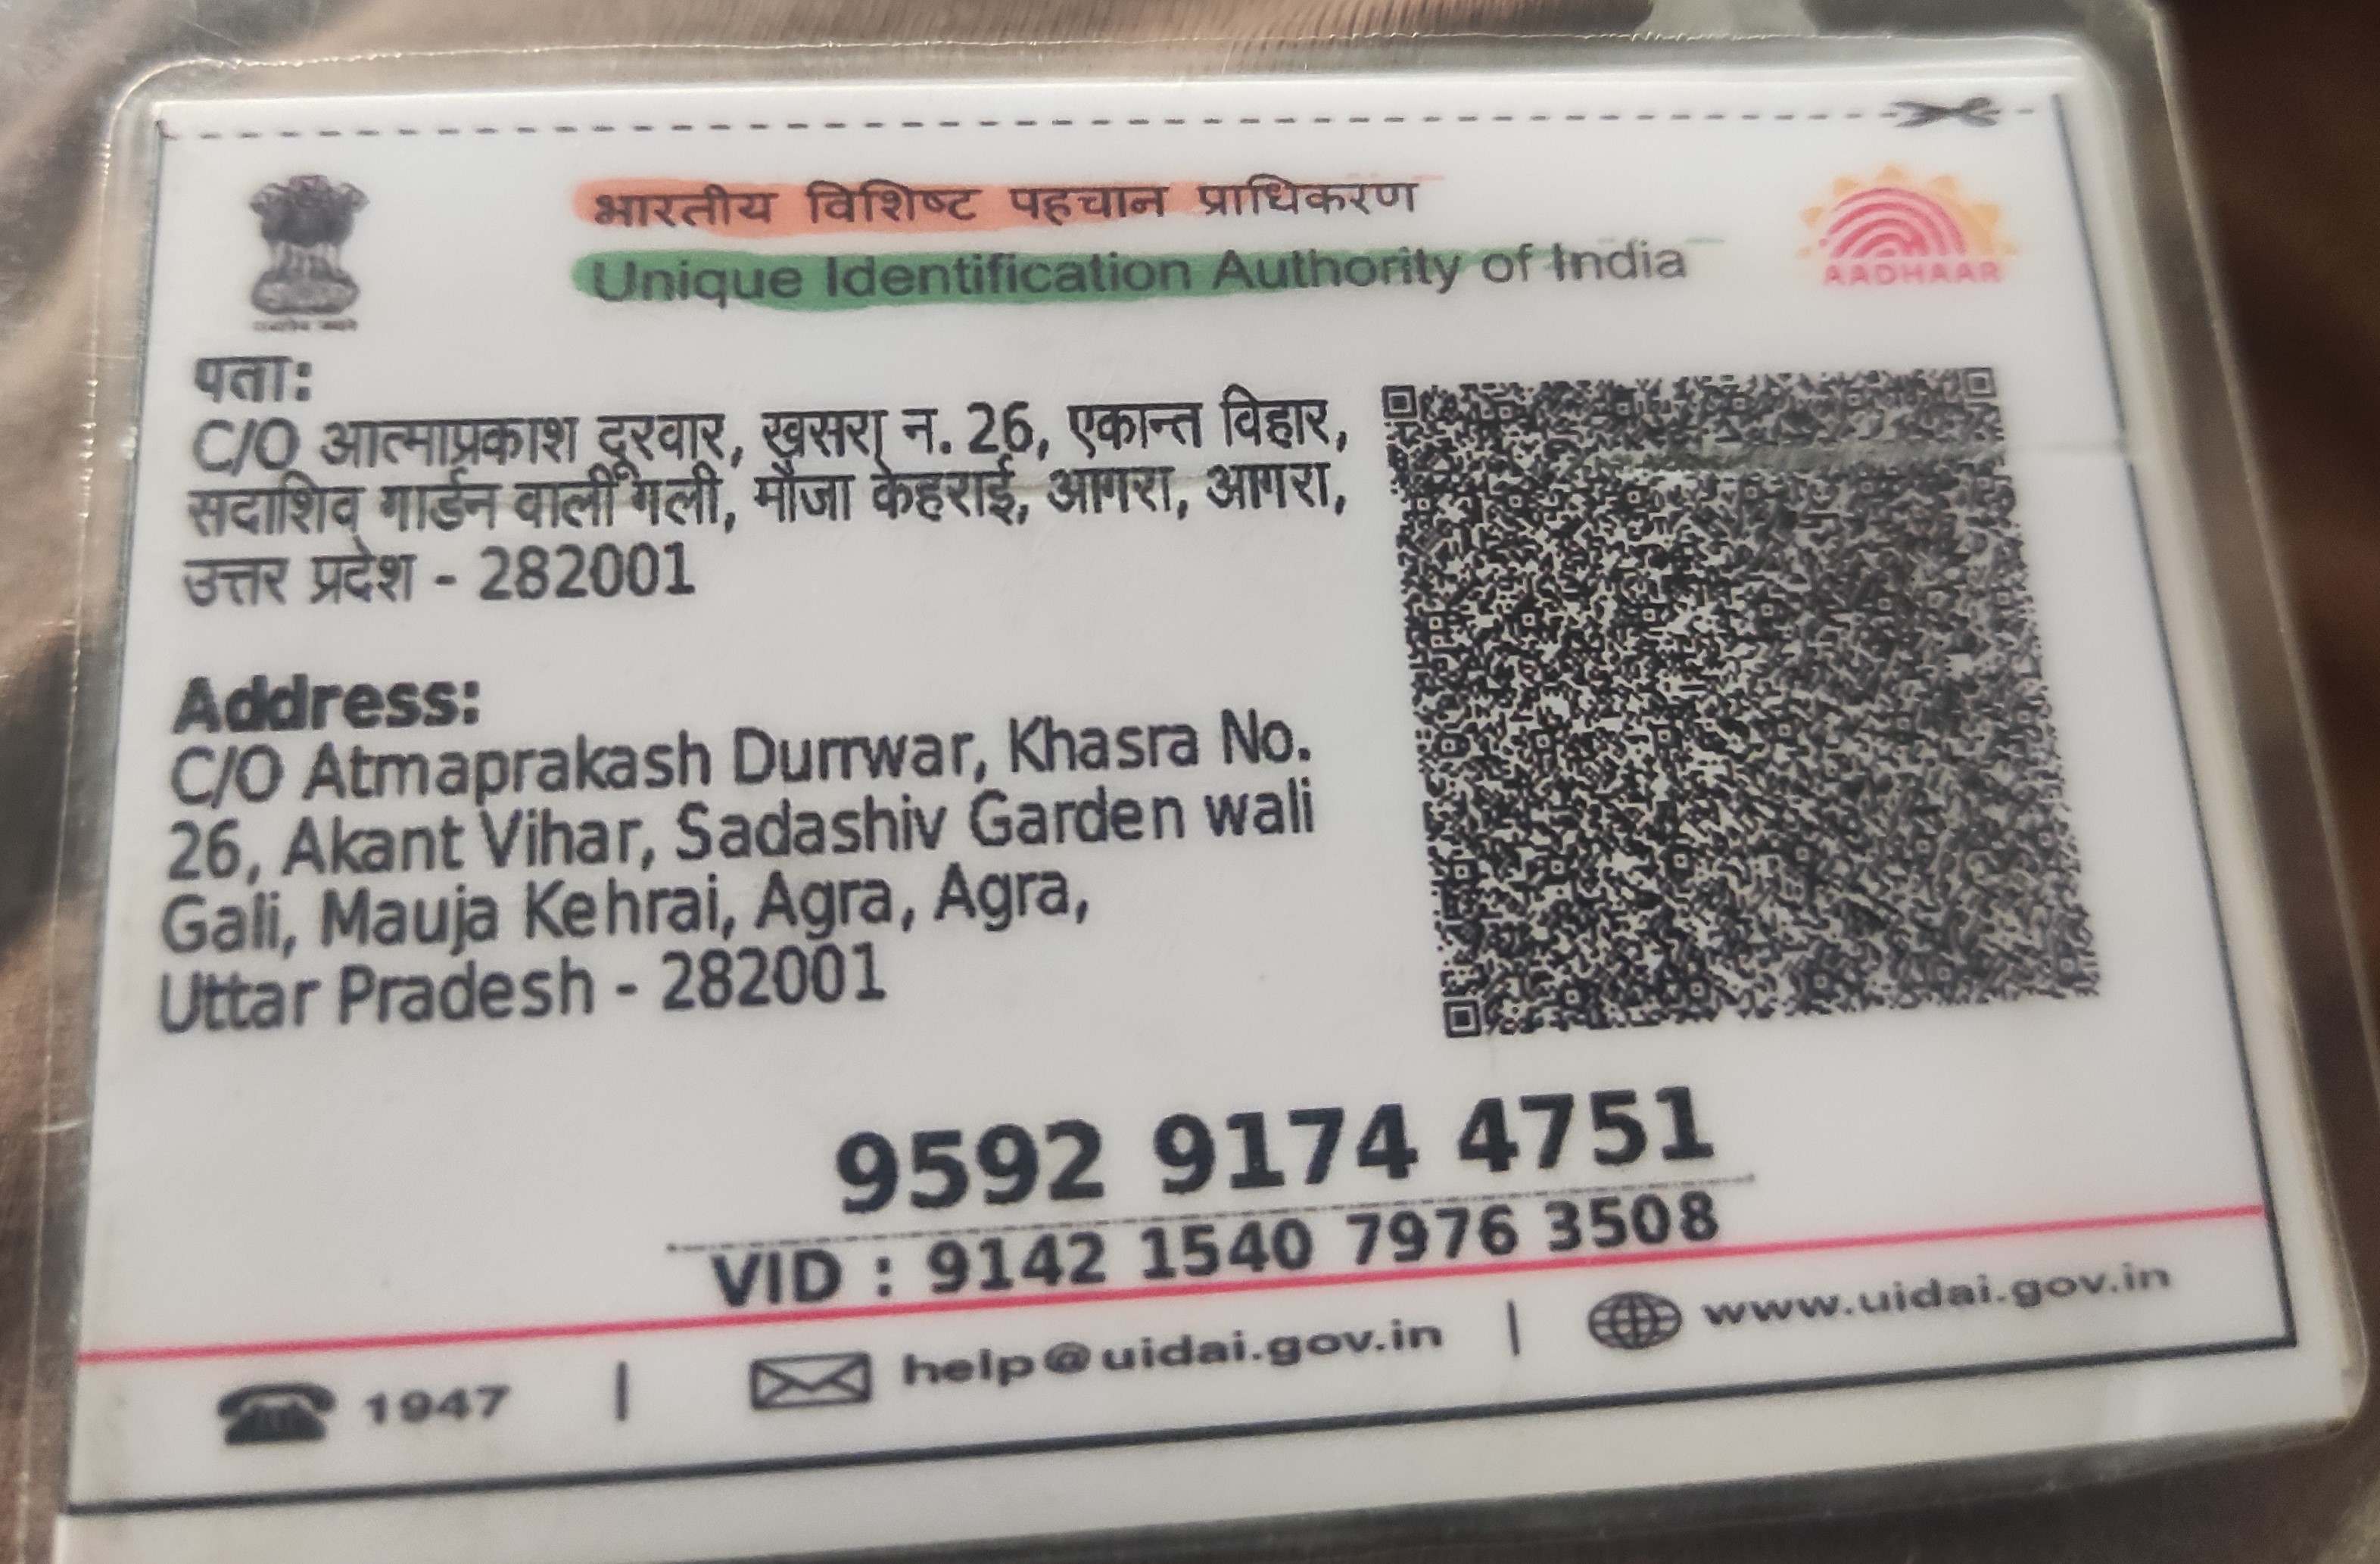 भारतीय विशिष्ट पहचान प्राधिकरण
Unique Identification Authority of India
AADHAAR
पता:
C/O आत्माप्रकाश दूरवार, खसरा न. 26, एकान्त विहार,
सदाशिव गार्डन वाली गली, मौजा केहराई, आगरा, आगरा,
उत्तर प्रदेश - 282001
Address:
C/O Atmaprakash Durrwar, Khasra No.
26, Akant Vihar, Sadashiv Garden wali
Gali, Mauja Kehrai, Agra, Agra,
Uttar Pradesh - 282001
9592 9174 4751
VID : 9142 1540 7976 3508
1947 | help@uidai.gov.in | www.uidai.gov.in